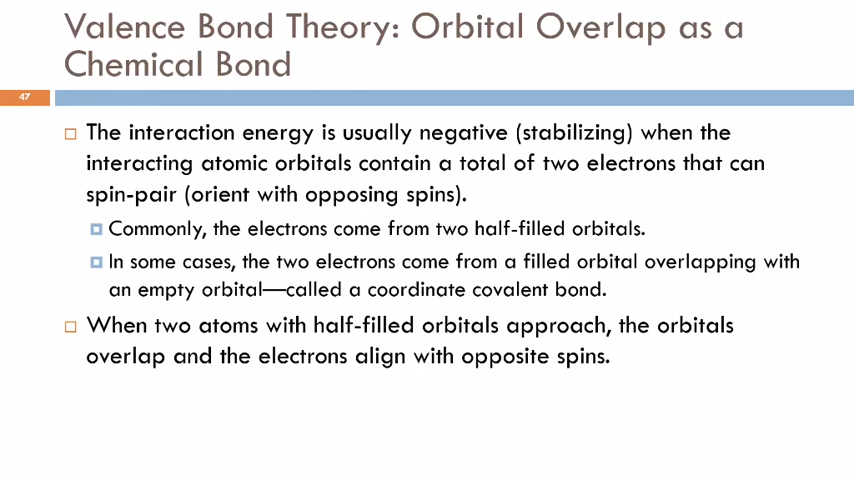 Valence Bond Theory: Orbital Overlap as a
Chemical Bond
47
The interaction energy is usually negative (stabilizing) when the
interacting atomic orbitals contain a total of two electrons that can
spin-pair (orient with opposing spins).
Commonly, the electrons come from two half-filled orbitals.
In some cases, the two electrons come from a filled orbital overlapping with
an empty orbital—called a coordinate covalent bond.
When two atoms with half-filled orbitals approach, the orbitals
overlap and the electrons align with opposite spins.